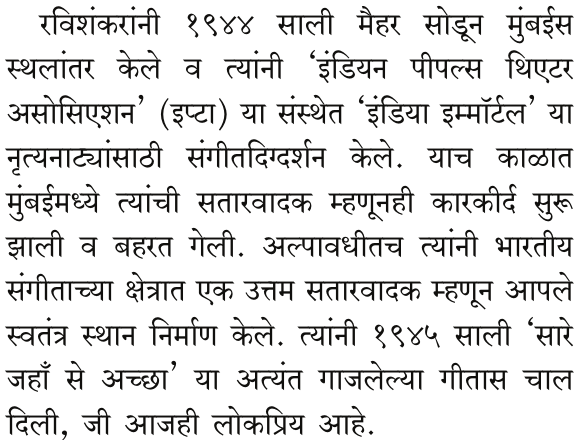 रविशंकरांनी १९४४ साली मैहर सोडून मुंबईस
स्थलांतर केले व त्यांनी ‘इंडियन पीपल्स थिएटर
असोसिएशन’ (इप्टा) या संस्थेत ‘इंडिया इम्मॉर्टल’ या
नृत्यनाट्यांसाठी संगीतदिग्दर्शन केले. याच काळात
मुंबईमध्ये त्यांची सतारवादक म्हणूनही कारकीर्द सुरू
झाली व बहरत गेली. अल्पावधीतच त्यांनी भारतीय
संगीताच्या क्षेत्रात एक उत्तम सतारवादक म्हणून आपले
स्वतंत्र स्थान निर्माण केले. त्यांनी १९४५ साली ‘सारे
जहाँ से अच्छा’ या अत्यंत गाजलेल्या गीतास चाल
दिली, जी आजही लोकप्रिय आहे.